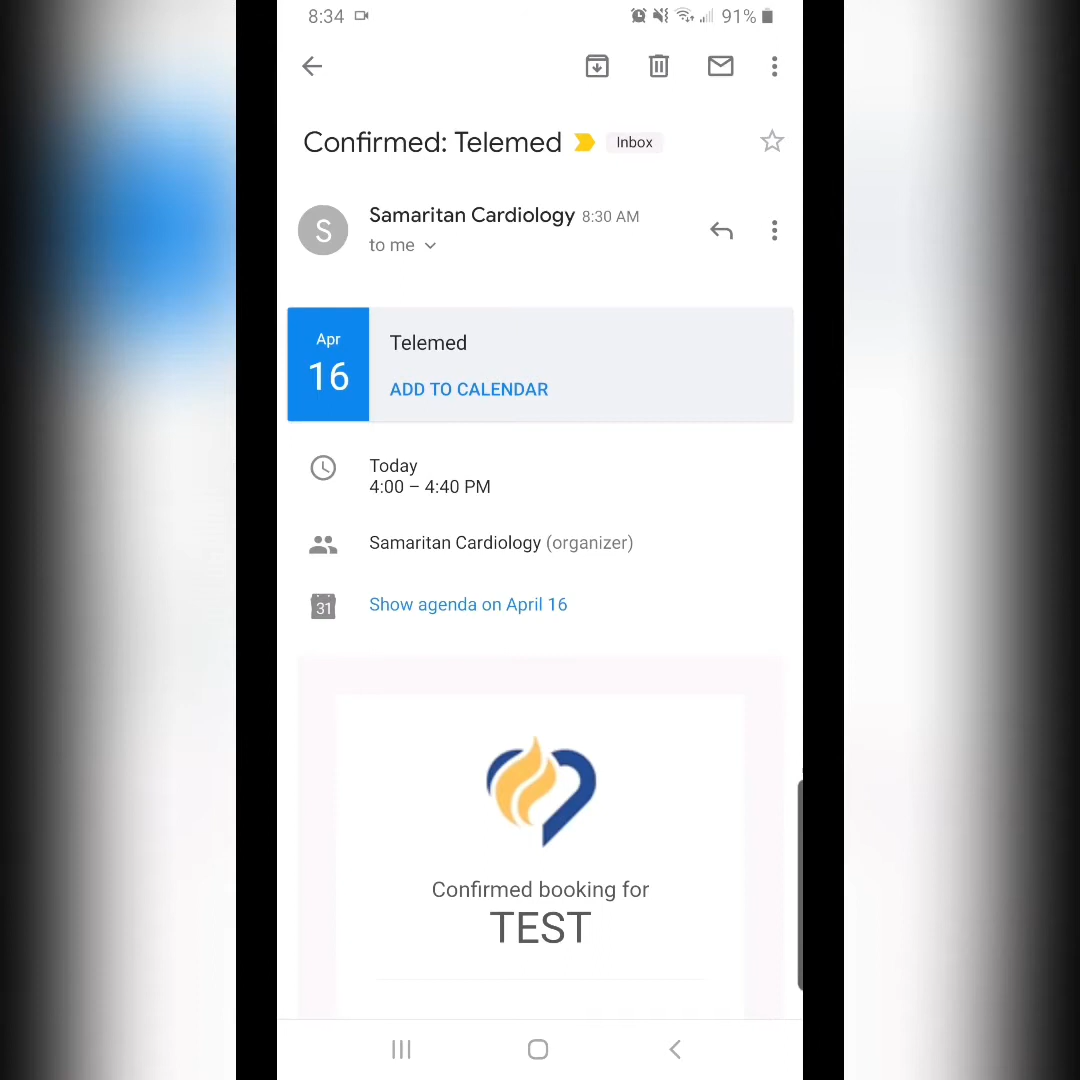 8:34 91%
Confirmed: Telemed Inbox
S
Samaritan Cardiology 8:30 AM
to me
Apr
16
Telemed
ADD TO CALENDAR
Today
4:00 – 4:40 PM
Samaritan Cardiology (organizer)
31
Show agenda on April 16
Confirmed booking for
TEST